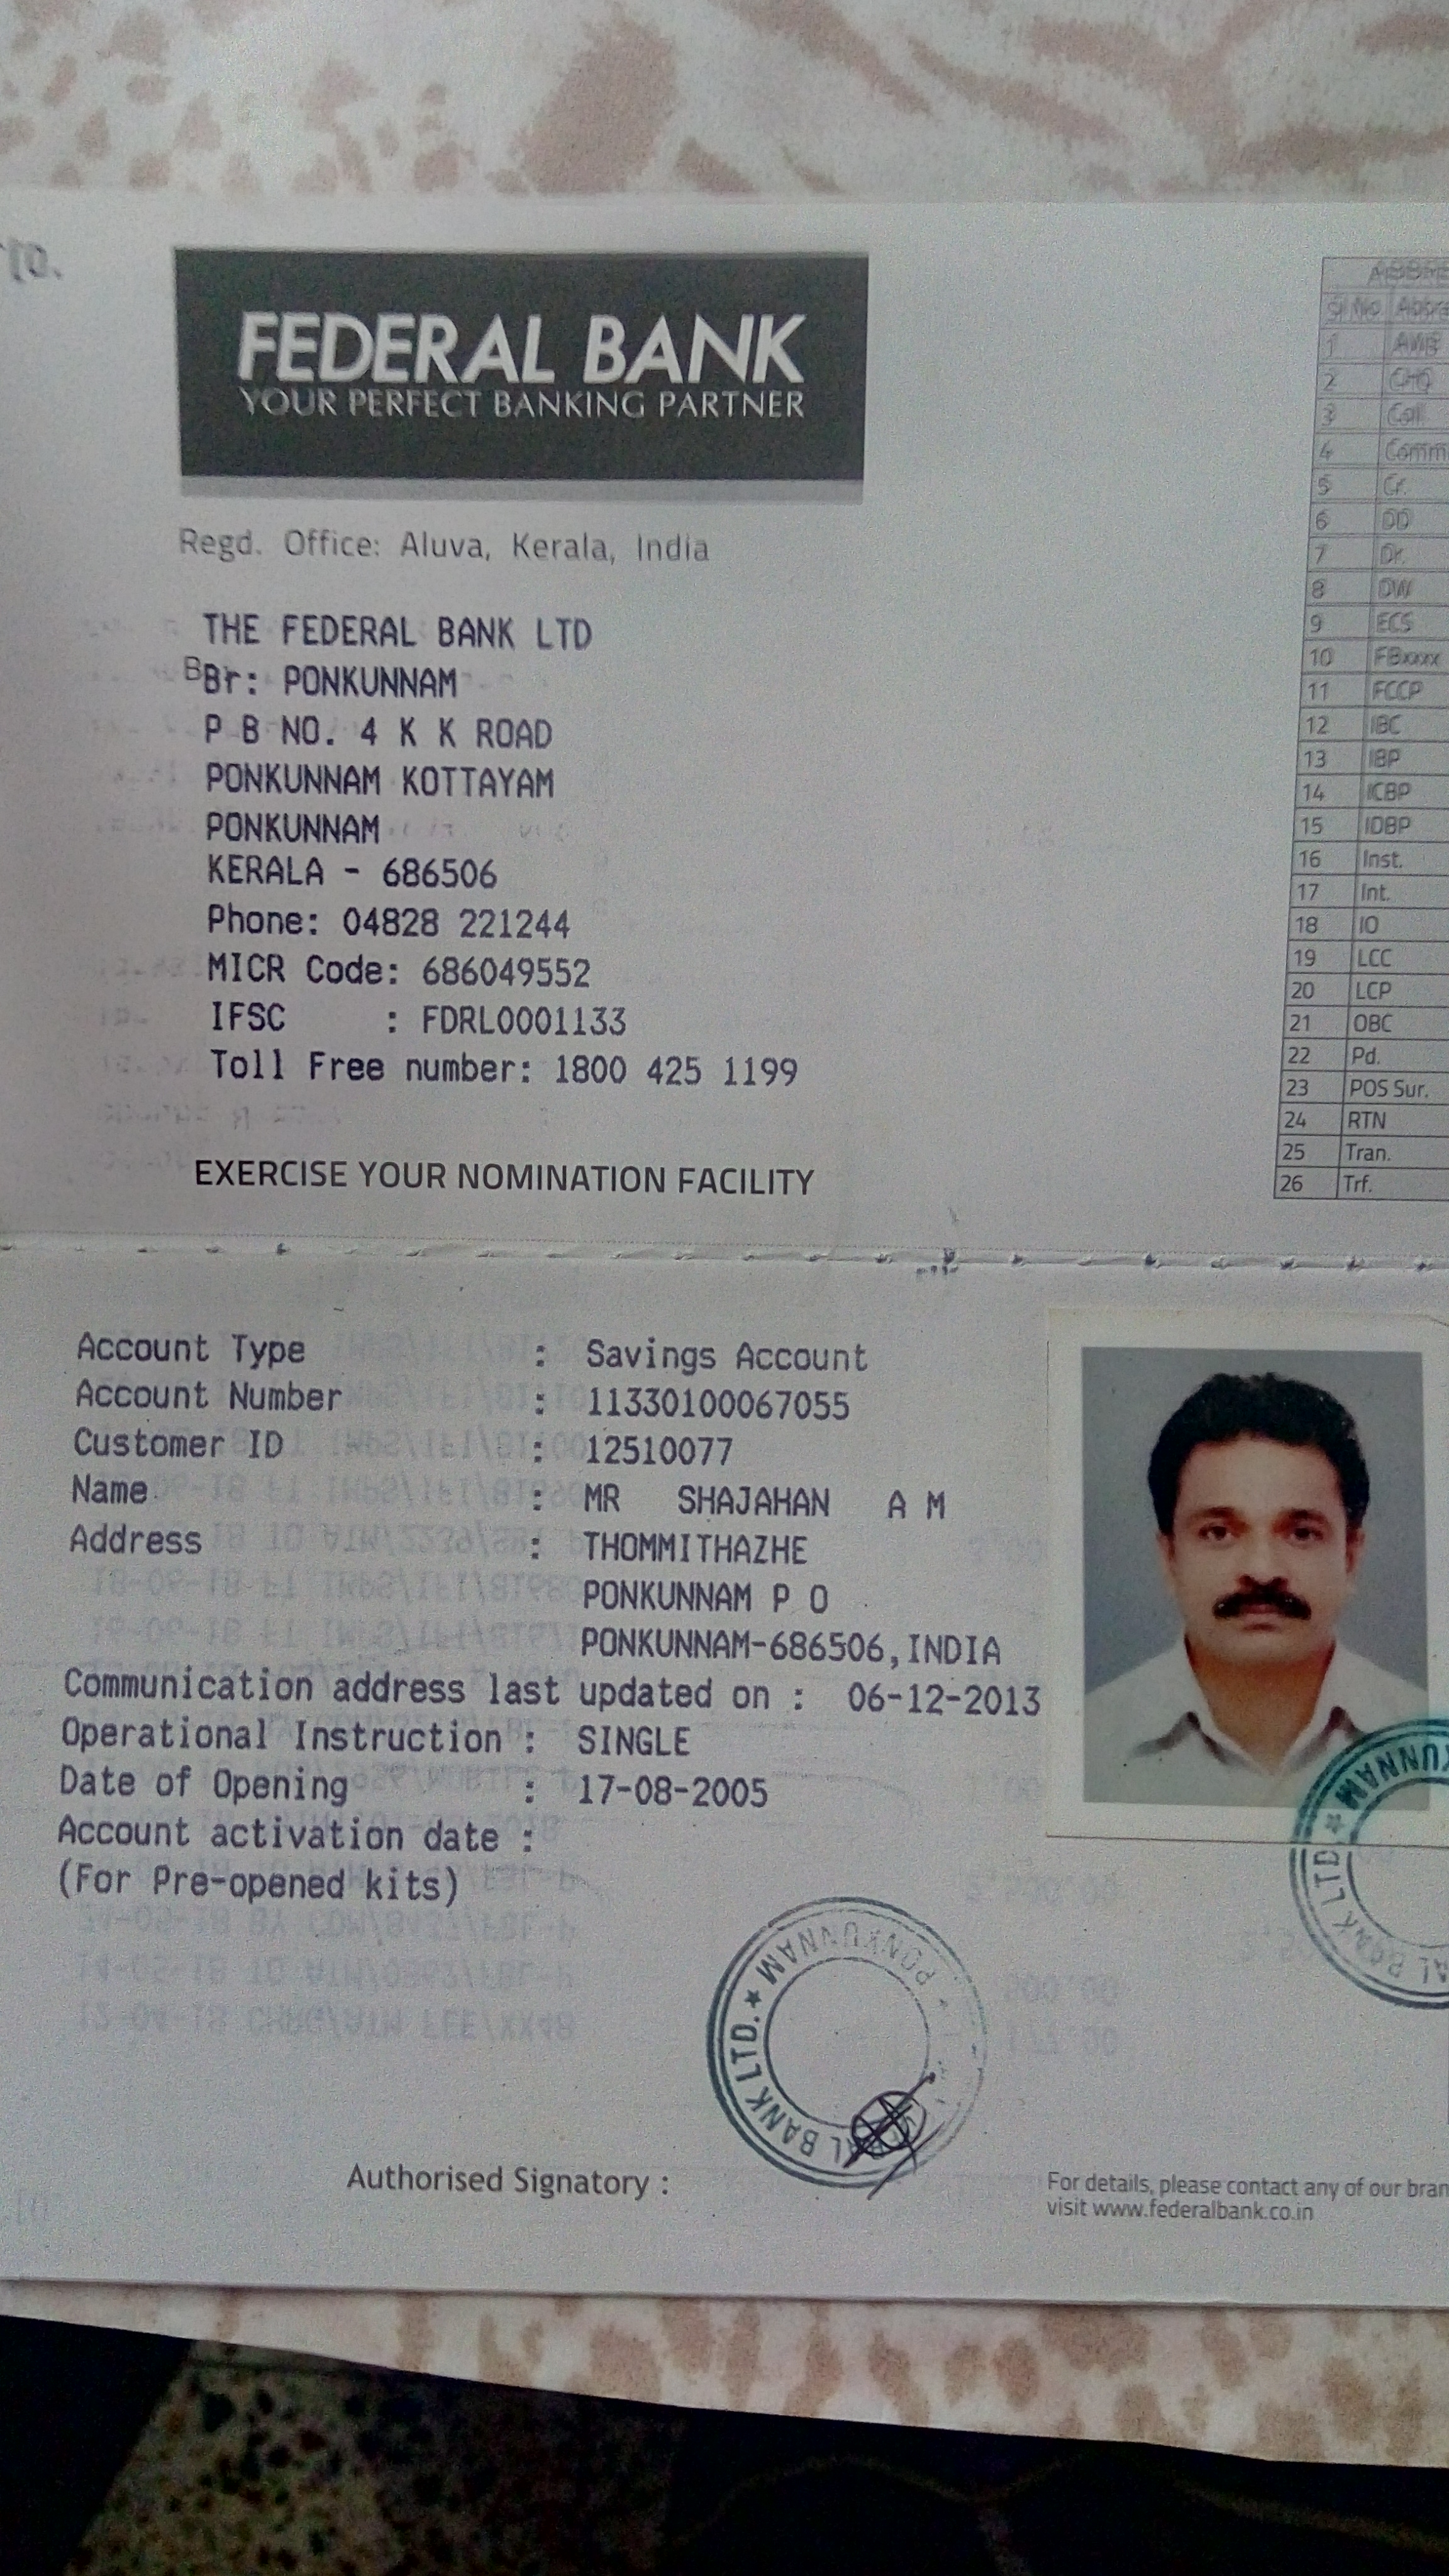 FEDERAL BANK
YOUR PERFECT BANKING PARTNER
Regd. Office: Aluva, Kerala, India
THE FEDERAL BANK LTD
Br: PONKUNNAM
P B NO. 4 K K ROAD
PONKUNNAM KOTTAYAM
PONKUNNAM
KERALA - 686506
Phone: 04828 221244
MICR Code: 686049552
IFSC : FDRL0001133
Toll Free number: 1800 425 1199
EXERCISE YOUR NOMINATION FACILITY
Sl No. Abbre
1 AWB
2 CHQ
3 Coll.
4 Comm
5 Cr.
6 DD
7 Dr.
8 DW
9 ECS
10 FBxxxx
11 FCCP
12 IBC
13 IBP
14 ICBP
15 IDBP
16 Inst.
17 Int.
18 IO
19 LCC
20 LCP
21 OBC
22 Pd.
23 POS Sur.
24 RTN
25 Tran.
26 Trf.
Account Type : Savings Account
Account Number : 11330100067055
Customer ID : 12510077
Name : MR SHAJAHAN A M
Address : THOMMITHAZHE
PONKUNNAM P O
PONKUNNAM-686506, INDIA
Communication address last updated on : 06-12-2013
Operational Instruction : SINGLE
Date of Opening : 17-08-2005
Account activation date :
(For Pre-opened kits)
KUNNAM
AL BANK LTD
PONKUNNAM
AL BANK LTD.
Authorised Signatory :
For details, please contact any of our bran
visit www.federalbank.co.in